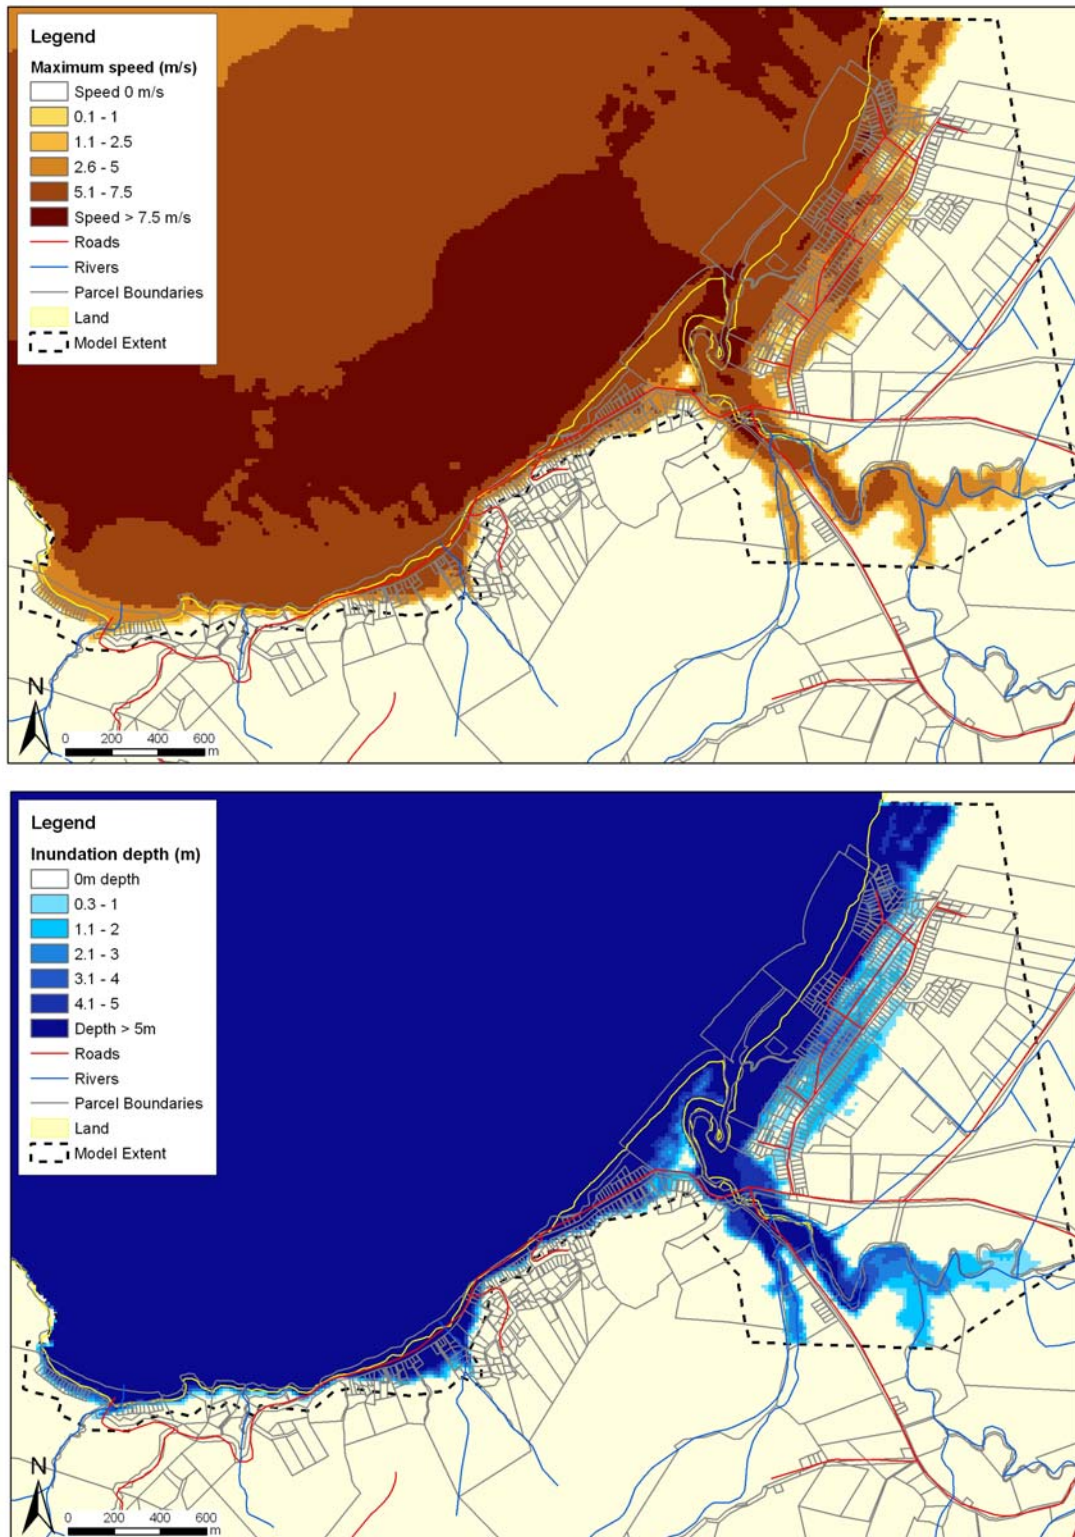 Legend
Maximum speed (m/s)
Speed 0 m/s
0.1 - 1
1.1 - 2.5
2.6 - 5
5.1 - 7.5
Speed > 7.5 m/s
Roads
Rivers
Parcel Boundaries
Land
Model Extent
N
0 200 400 600
m
Legend
Inundation depth (m)
0m depth
0.3 - 1
1.1 - 2
2.1 - 3
3.1 - 4
4.1 - 5
Depth > 5m
Roads
Rivers
Parcel Boundaries
Land
Model Extent
N
0 200 400 600
m